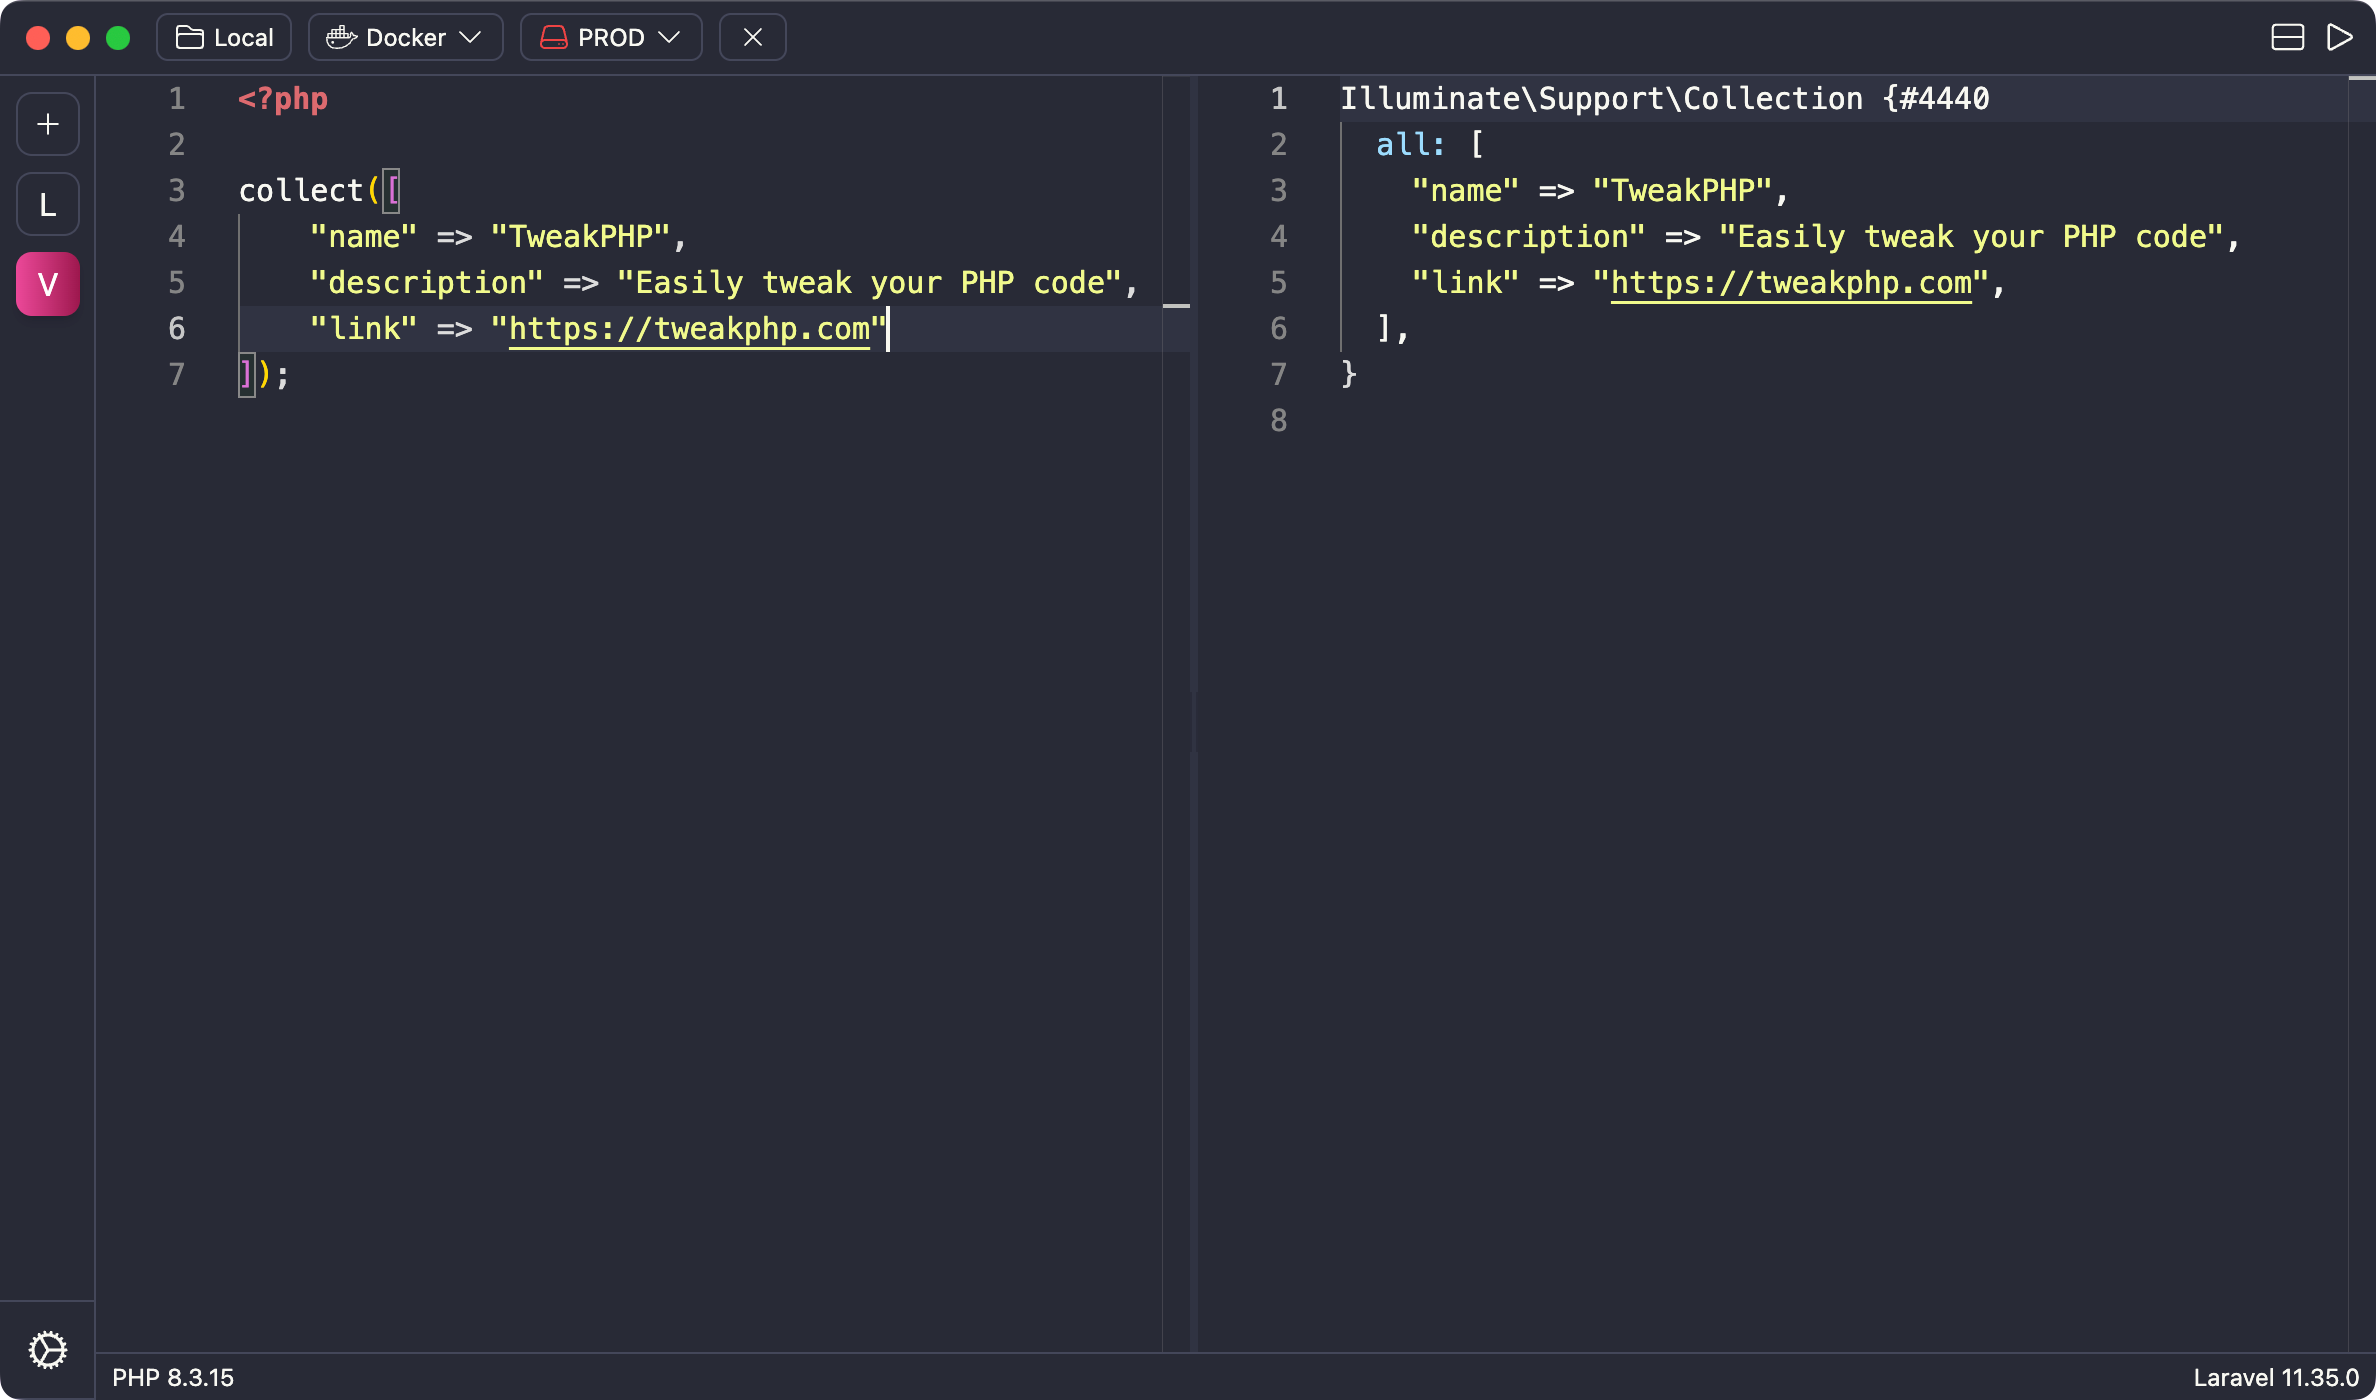 Local Docker PROD
+
L
V
1 <?php
2
3 collect([
4     "name" => "TweakPHP",
5     "description" => "Easily tweak your PHP code",
6     "link" => "https://tweakphp.com"
7 ]);
1 Illuminate\Support\Collection {#4440
2   all: [
3     "name" => "TweakPHP",
4     "description" => "Easily tweak your PHP code",
5     "link" => "https://tweakphp.com",
6   ],
7 }
8
PHP 8.3.15
Laravel 11.35.0